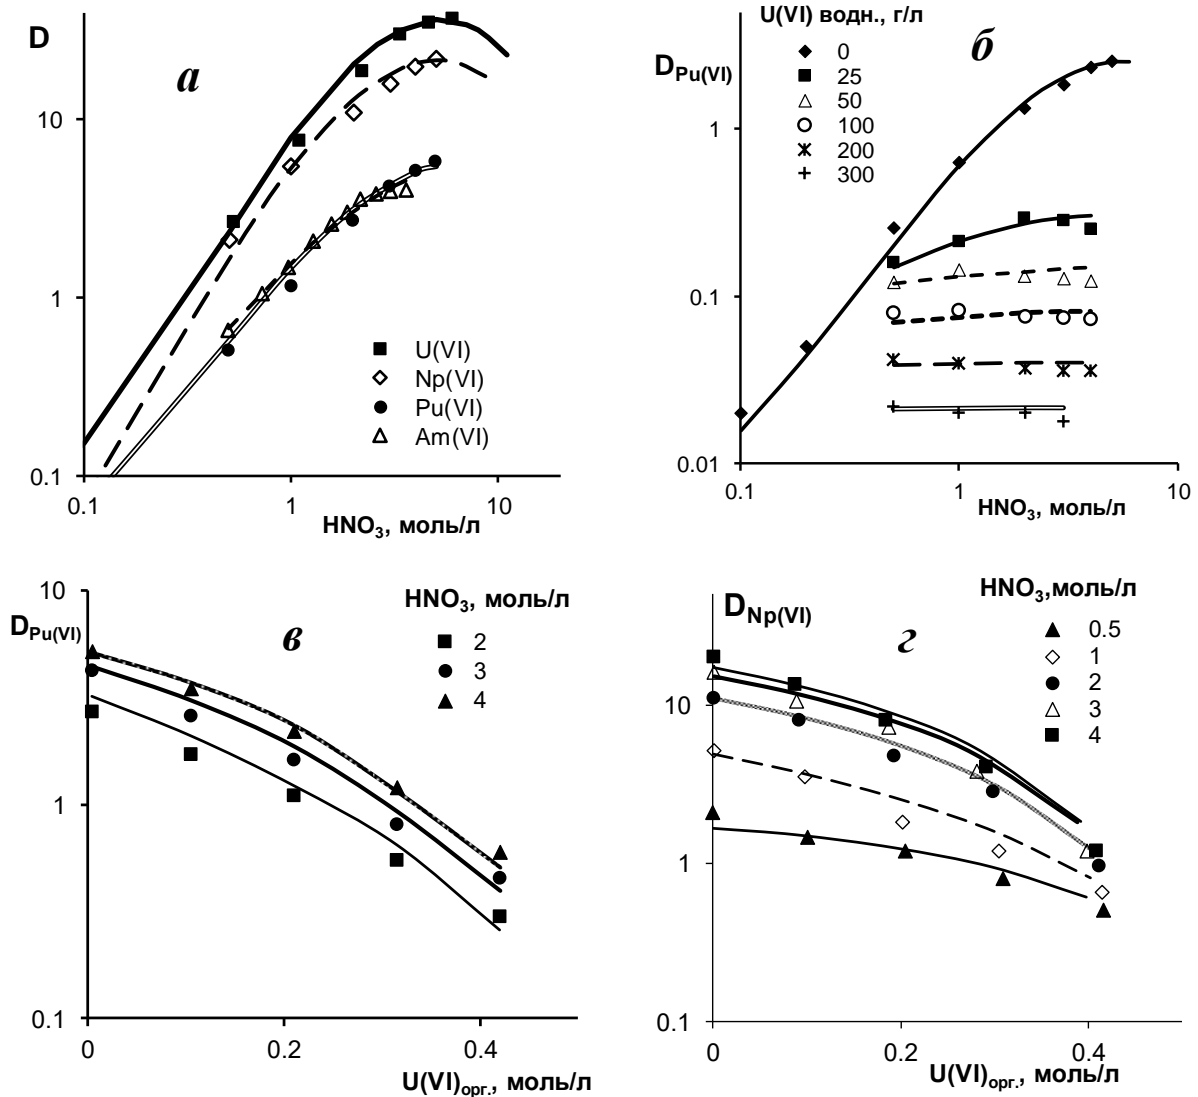 D
а
10
1
0.1
0.1
1
10
HNO₃, моль/л
U(VI)
Np(VI)
Pu(VI)
Am(VI)
U(VI) водн., г/л
б
D_Pu(VI)
0
25
50
100
200
300
1
0.1
0.01
0.1
1
10
HNO₃, моль/л
10
HNO₃, моль/л
D_Pu(VI)
в
2
3
4
1
0.1
0
0.2
0.4
U(VI)орг., моль/л
HNO₃,моль/л
D_Np(VI)
г
0.5
1
2
3
4
10
1
0.1
0
0.2
0.4
U(VI)орг., моль/л